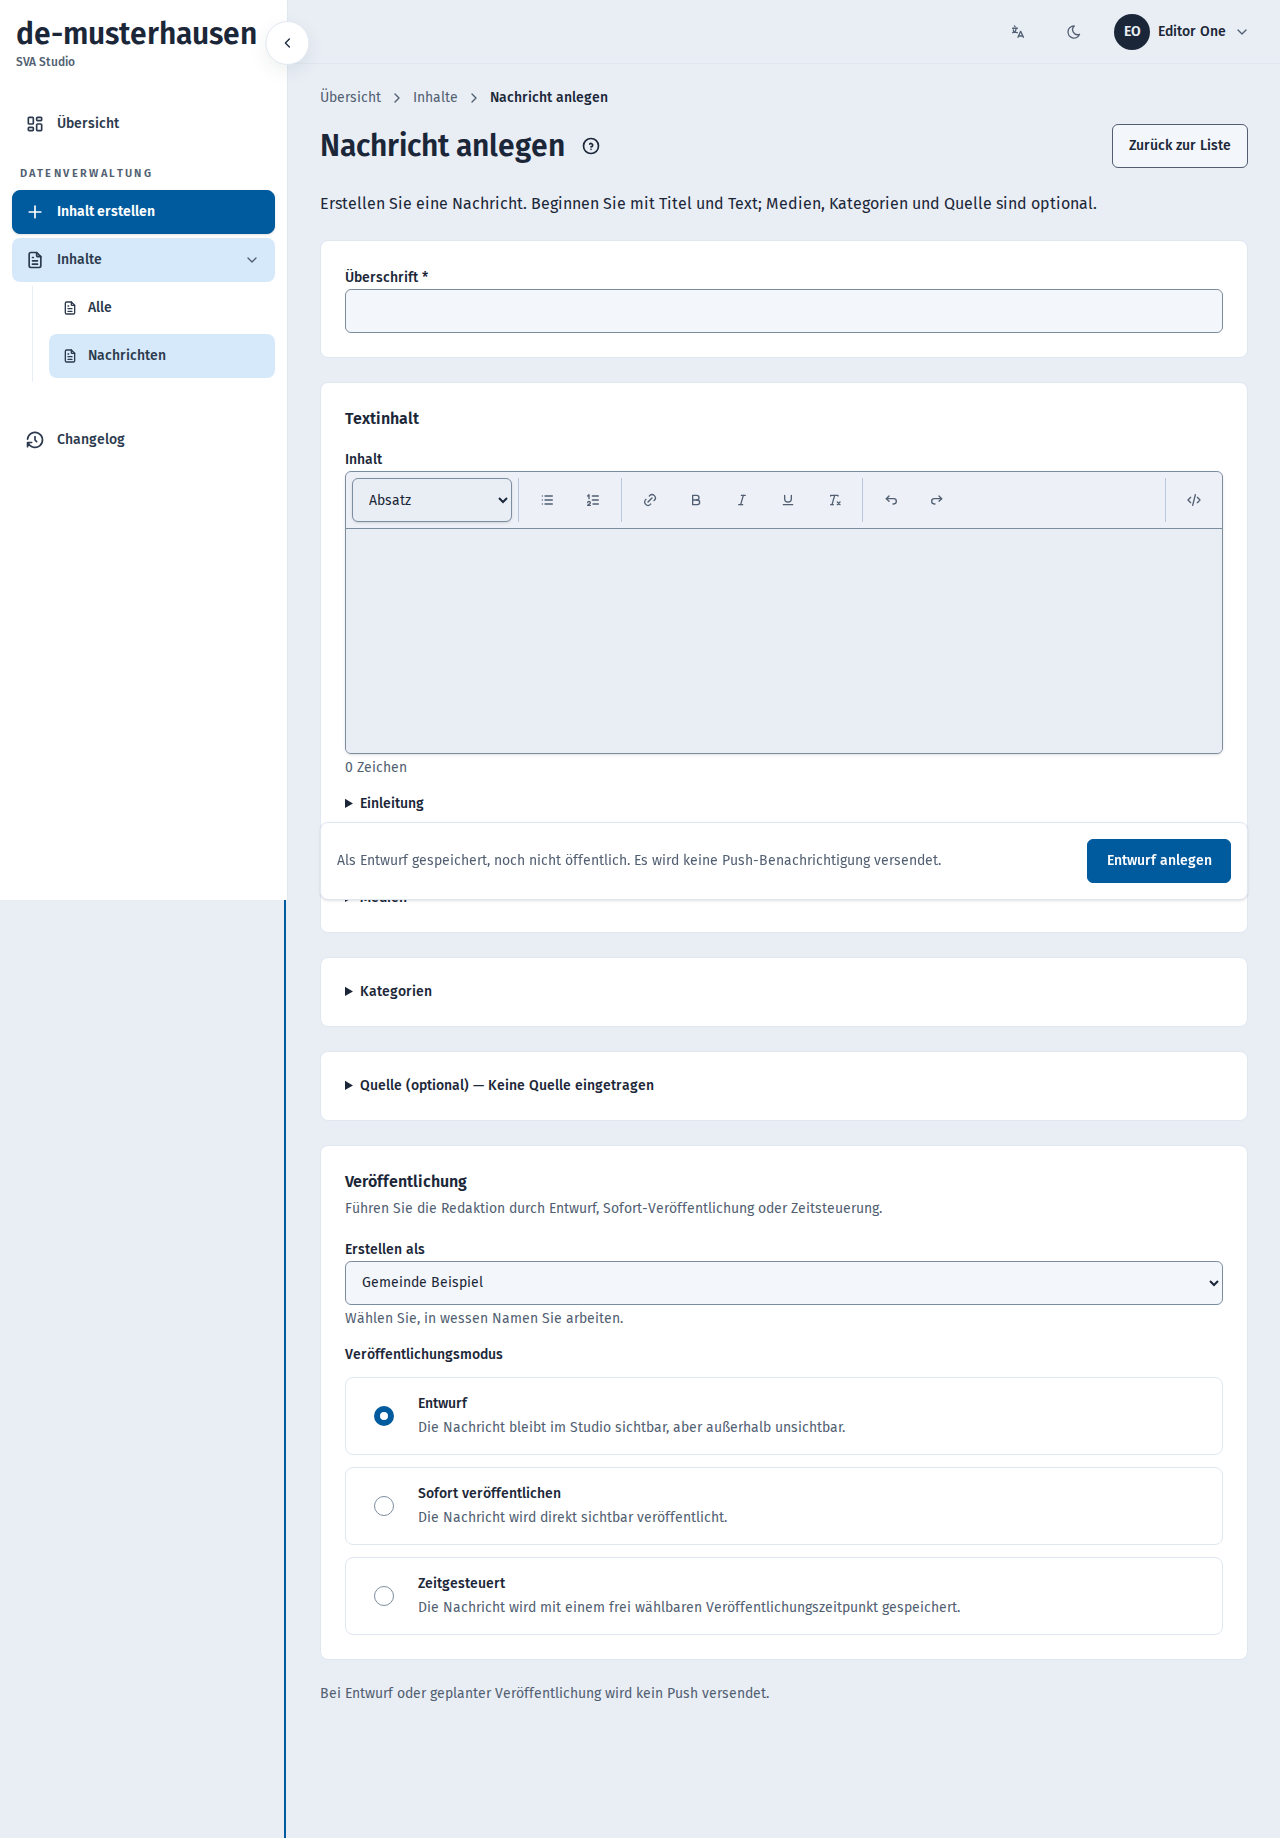 de-musterhausen
SVA Studio
Übersicht
DATENVERWALTUNG
Inhalt erstellen
Inhalte
Alle
Nachrichten
Changelog
EO Editor One
Übersicht Inhalte Nachricht anlegen
Nachricht anlegen
Zurück zur Liste
Erstellen Sie eine Nachricht. Beginnen Sie mit Titel und Text; Medien, Kategorien und Quelle sind optional.
Überschrift *
Textinhalt
Inhalt
Absatz
0 Zeichen
Einleitung
Als Entwurf gespeichert, noch nicht öffentlich. Es wird keine Push-Benachrichtigung versendet.
Entwurf anlegen
Medien
Kategorien
Quelle (optional) — Keine Quelle eingetragen
Veröffentlichung
Führen Sie die Redaktion durch Entwurf, Sofort-Veröffentlichung oder Zeitsteuerung.
Erstellen als
Gemeinde Beispiel
Wählen Sie, in wessen Namen Sie arbeiten.
Veröffentlichungsmodus
Entwurf
Die Nachricht bleibt im Studio sichtbar, aber außerhalb unsichtbar.
Sofort veröffentlichen
Die Nachricht wird direkt sichtbar veröffentlicht.
Zeitgesteuert
Die Nachricht wird mit einem frei wählbaren Veröffentlichungszeitpunkt gespeichert.
Bei Entwurf oder geplanter Veröffentlichung wird kein Push versendet.